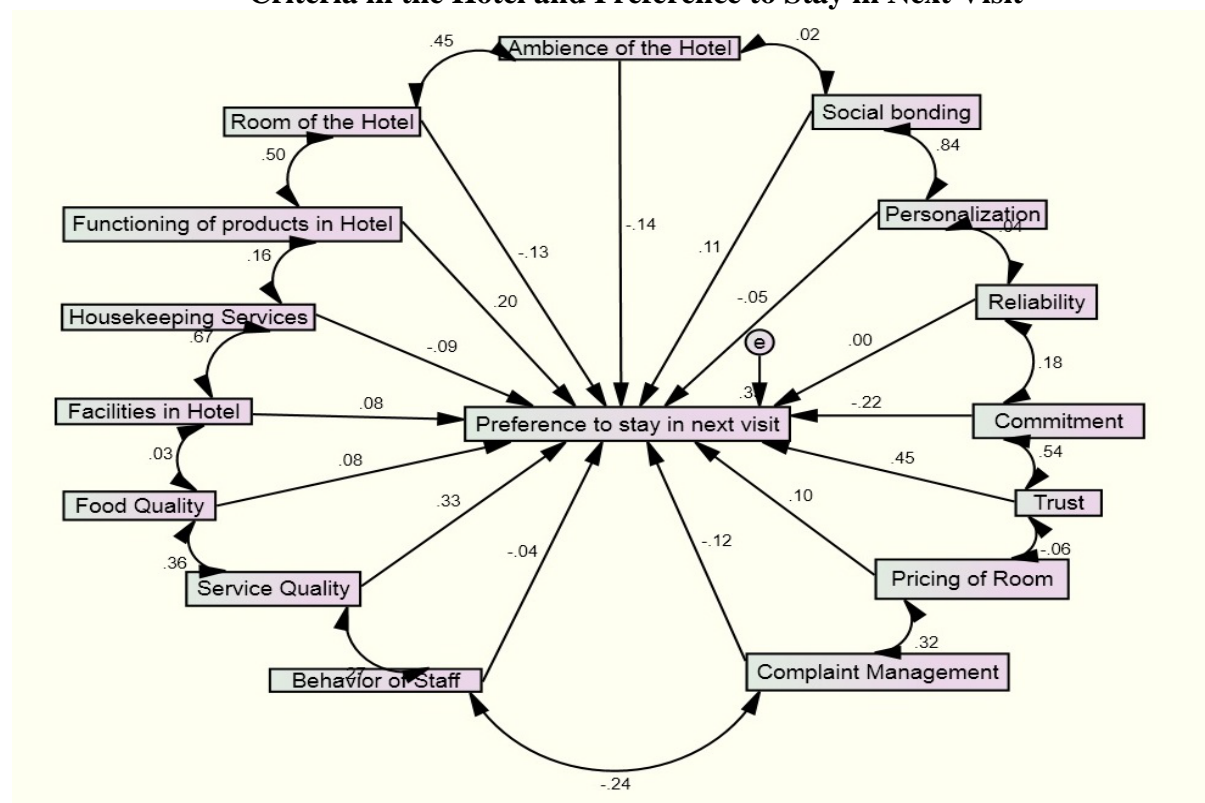 Criteria in the Hotel and Preference to Stay in Next Visit
.45
Ambience of the Hotel
.02
Room of the Hotel
Social bonding
.50
.84
Functioning of products in Hotel
Personalization
.04
-.14
-.13
.11
.16
.20
-.05
Housekeeping Services
Reliability
.67
-.09
e
.00
.18
.3
Facilities in Hotel
.08
-.22
Preference to stay in next visit
Commitment
.03
.08
.45
.54
Food Quality
.33
.10
Trust
.36
-.04
-.12
-.06
Service Quality
Pricing of Room
.27
.32
Behavior of Staff
Complaint Management
-.24